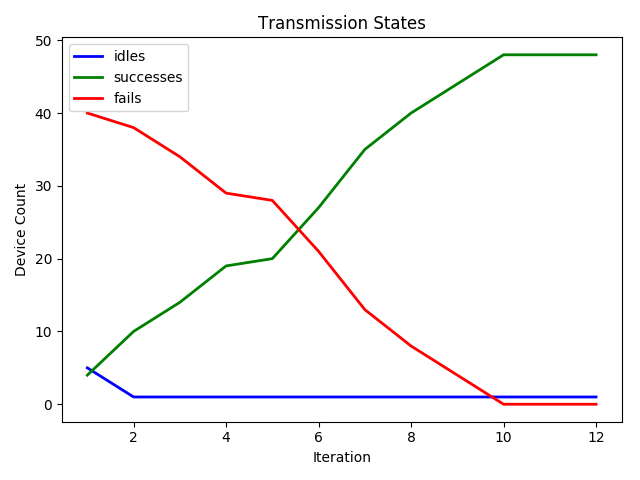 Transmission States
idles
successes
fails
Device Count
50
40
30
20
10
0
2 4 6 8 10 12
Iteration